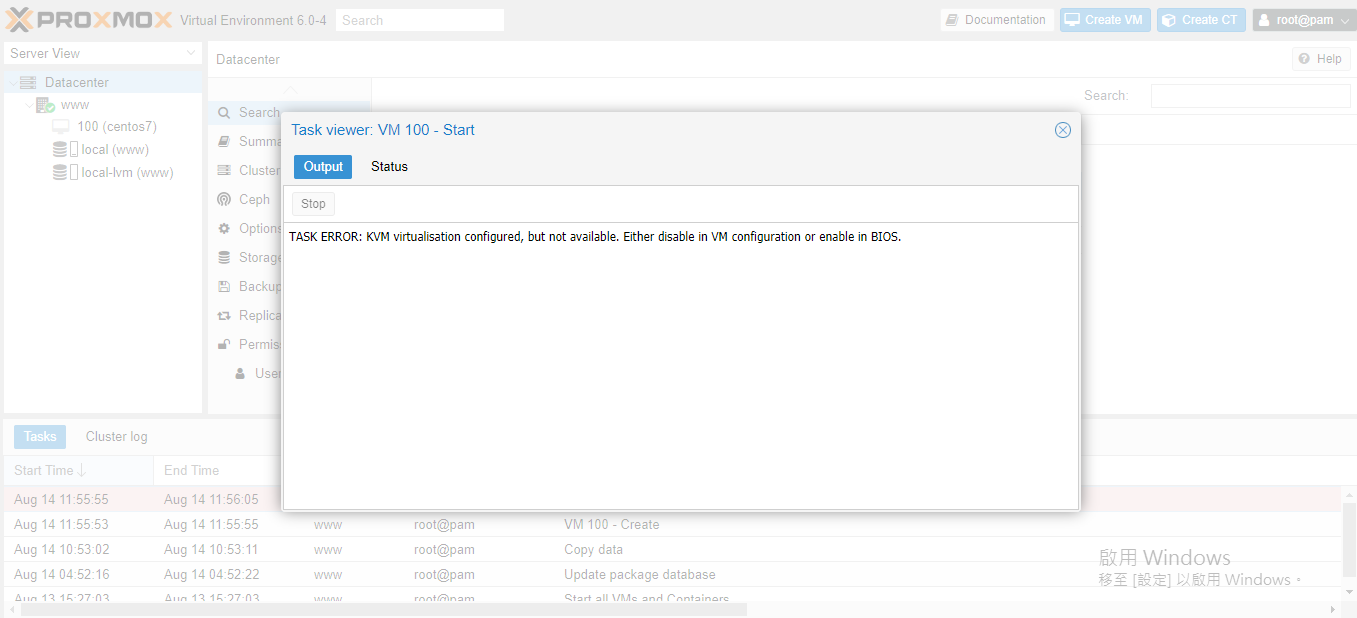 PROXMOX Virtual Environment 6.0-4 Search Documentation Create VM Create CT root@pam
Server View
Datacenter Help
Datacenter
www
100 (centos7)
local (www)
local-lvm (www)
Search
Search:
Summa
Cluster
Ceph
Options
Storage
Backup
Replica
Permis
User
Task viewer: VM 100 - Start
Output Status
Stop
TASK ERROR: KVM virtualisation configured, but not available. Either disable in VM configuration or enable in BIOS.
Tasks Cluster log
Start Time End Time
Aug 14 11:55:55 Aug 14 11:56:05
Aug 14 11:55:53 Aug 14 11:55:55 www root@pam VM 100 - Create
Aug 14 10:53:02 Aug 14 10:53:11 www root@pam Copy data
Aug 14 04:52:16 Aug 14 04:52:22 www root@pam Update package database
Aug 13 15:27:03 Aug 13 15:27:03 www root@pam Start all VMs and Containers
啟用 Windows
移至 [設定] 以啟用 Windows。